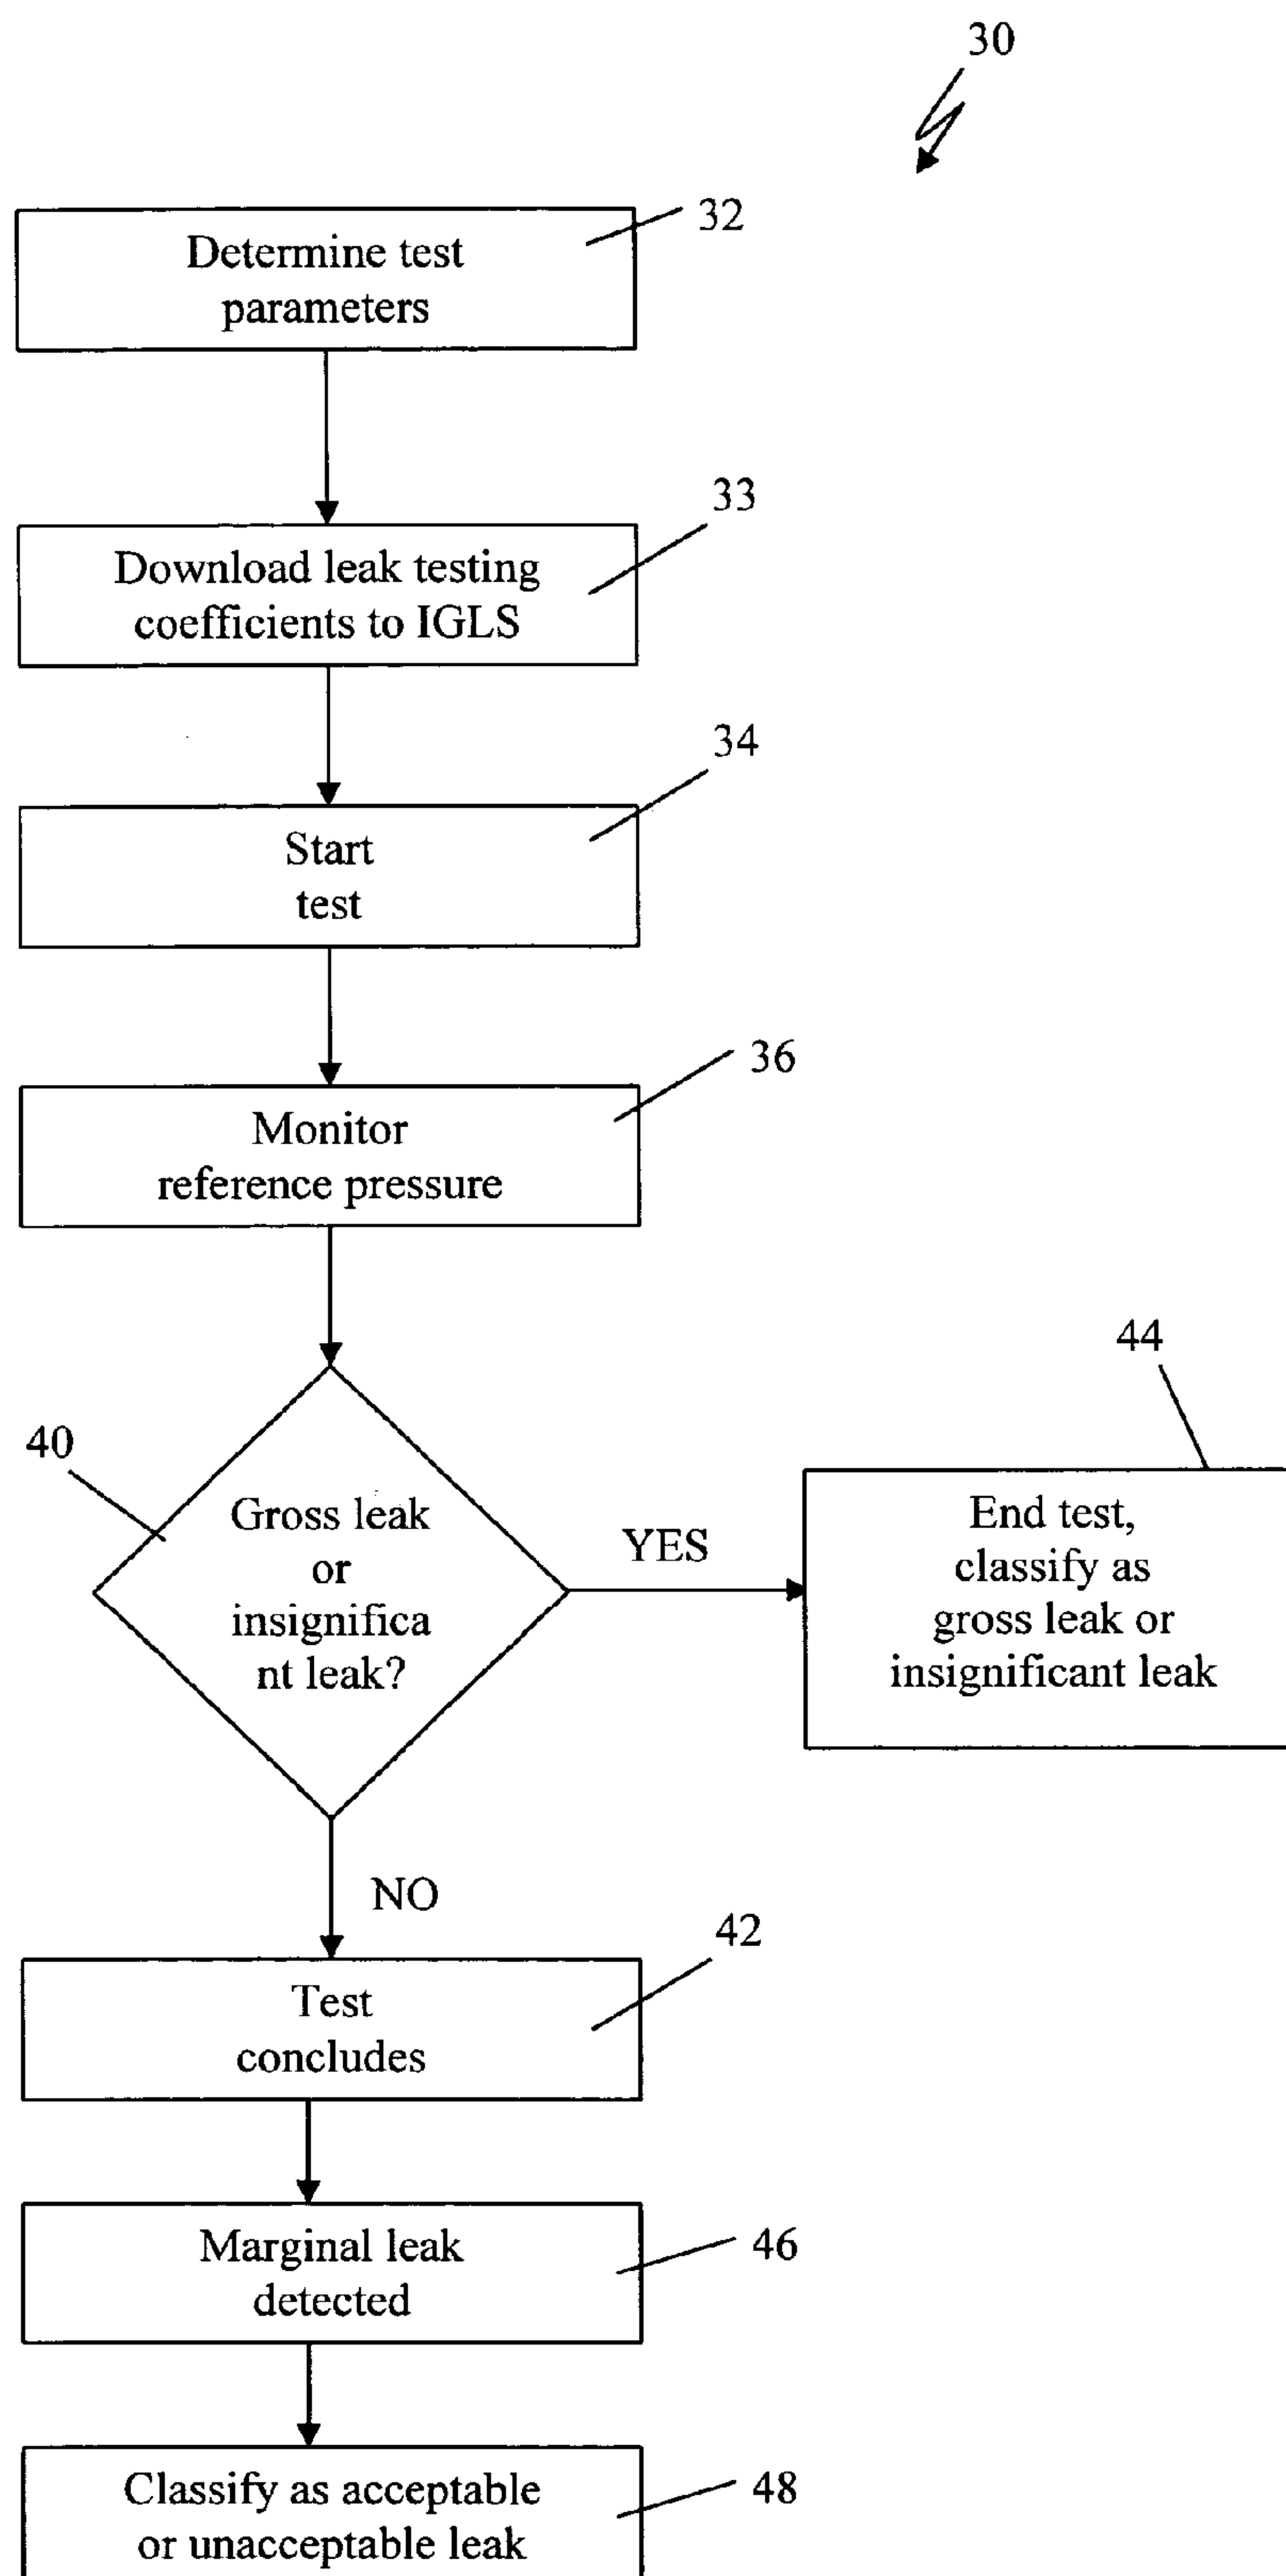 30
32
Determine test
parameters
33
Download leak testing
coefficients to IGLS
34
Start
test
36
Monitor
reference pressure
44
40
Gross leak
or
insignifica
nt leak?
YES
End test,
classify as
gross leak or
insignificant leak
NO
42
Test
concludes
46
Marginal leak
detected
48
Classify as acceptable
or unacceptable leak